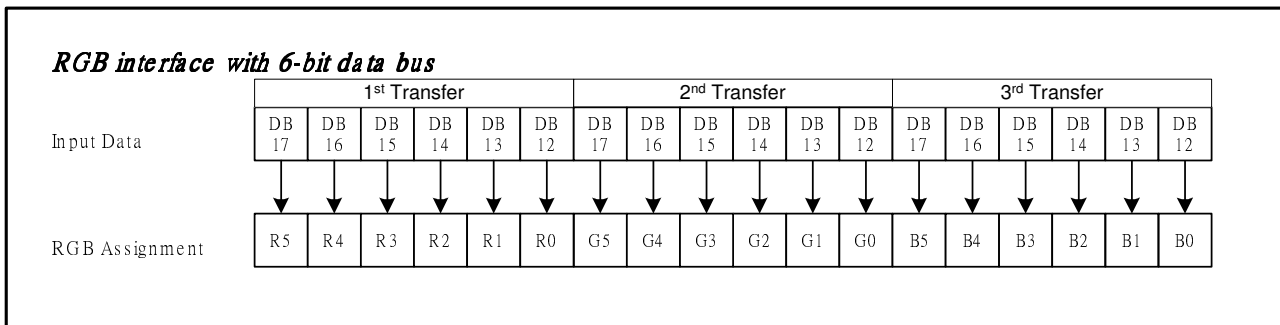 RGB interface with 6-bit data bus
1st Transfer 2nd Transfer 3rd Transfer
Input Data DB 17 DB 16 DB 15 DB 14 DB 13 DB 12 DB 17 DB 16 DB 15 DB 14 DB 13 DB 12 DB 17 DB 16 DB 15 DB 14 DB 13 DB 12
RGB Assignment R5 R4 R3 R2 R1 R0 G5 G4 G3 G2 G1 G0 B5 B4 B3 B2 B1 B0